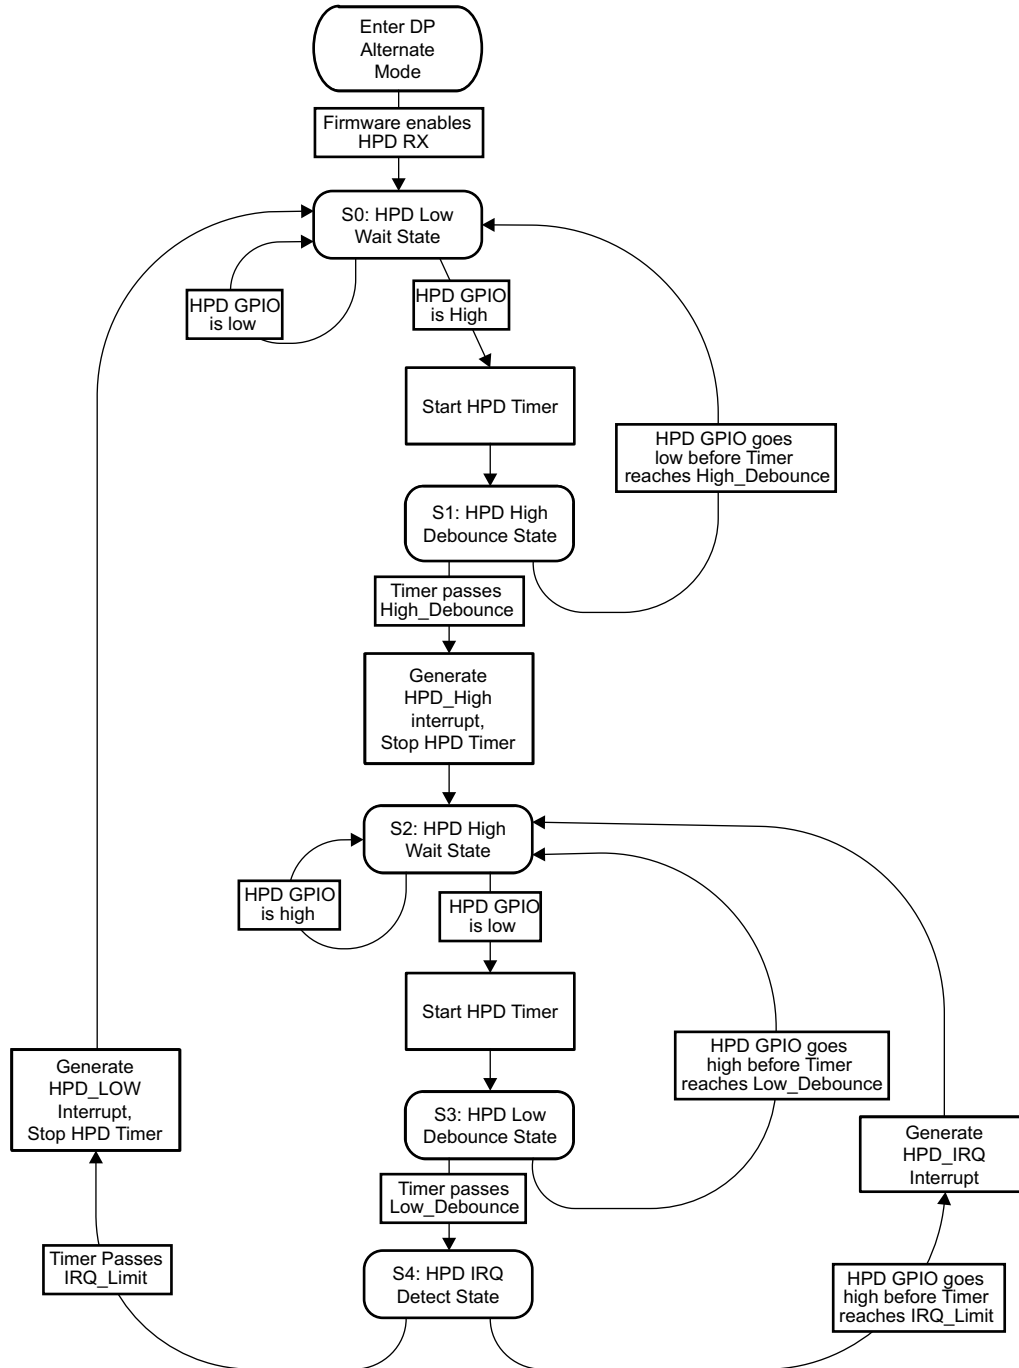 Enter DP
Alternate
Mode
Firmware enables
HPD RX
S0: HPD Low
Wait State
HPD GPIO
is low
HPD GPIO
is High
Start HPD Timer
HPD GPIO goes
low before Timer
reaches High_Debounce
S1: HPD High
Debounce State
Timer passes
High_Debounce
Generate
HPD_High
interrupt,
Stop HPD Timer
S2: HPD High
Wait State
HPD GPIO
is high
HPD GPIO
is low
Start HPD Timer
HPD GPIO goes
high before Timer
reaches Low_Debounce
Generate
HPD_LOW
Interrupt,
Stop HPD Timer
S3: HPD Low
Debounce State
Generate
HPD_IRQ
Interrupt
Timer passes
Low_Debounce
Timer Passes
IRQ_Limit
S4: HPD IRQ
Detect State
HPD GPIO goes
high before Timer
reaches IRQ_Limit